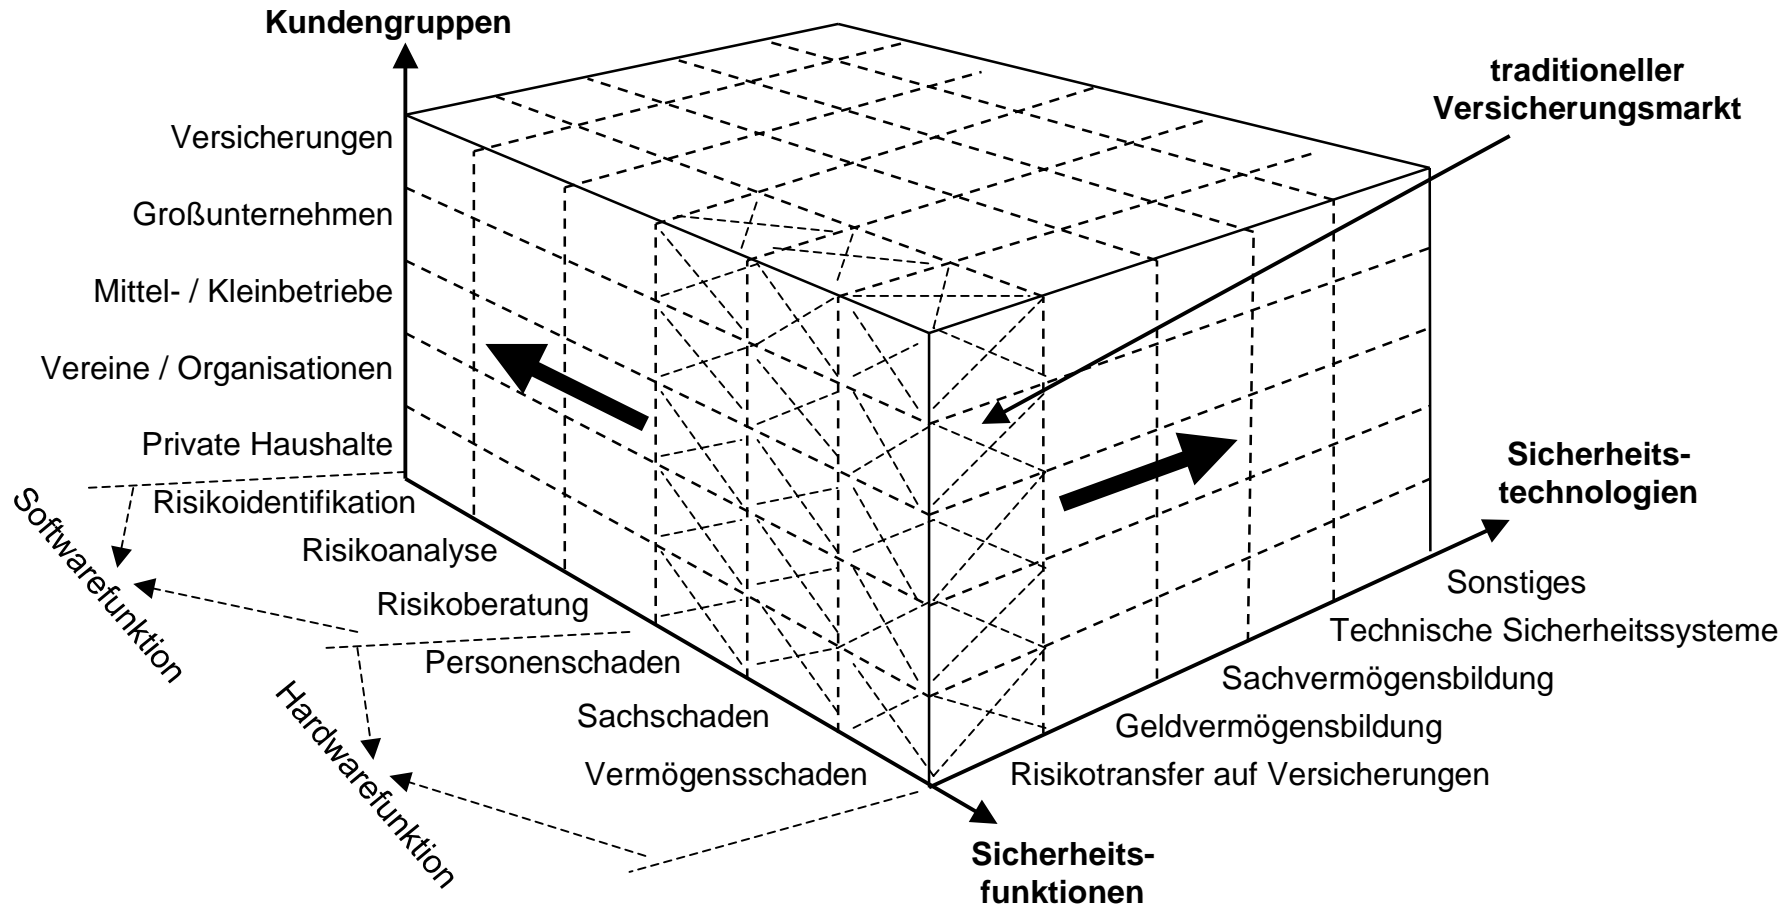 Kundengruppen
traditioneller
Versicherungsmarkt
Versicherungen
Großunternehmen
Mittel- / Kleinbetriebe
Vereine / Organisationen
Private Haushalte
Sicherheits-
technologien
Risikoidentifikation
Risikoanalyse
Risikoberatung
Personenschaden
Sachschaden
Vermögensschaden
Softwarefunktion
Hardwarefunktion
Sonstiges
Technische Sicherheitssysteme
Sachvermögensbildung
Geldvermögensbildung
Risikotransfer auf Versicherungen
Sicherheits-
funktionen